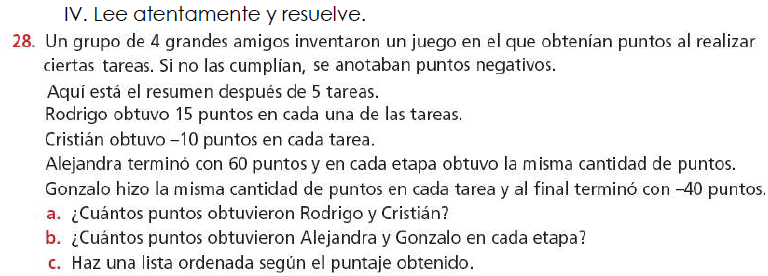 IV. Lee atentamente y resuelve.
28. Un grupo de 4 grandes amigos inventaron un juego en el que obtenían puntos al realizar
ciertas tareas. Si no las cumplían, se anotaban puntos negativos.
Aquí está el resumen después de 5 tareas.
Rodrigo obtuvo 15 puntos en cada una de las tareas.
Cristián obtuvo –10 puntos en cada tarea.
Alejandra terminó con 60 puntos y en cada etapa obtuvo la misma cantidad de puntos.
Gonzalo hizo la misma cantidad de puntos en cada tarea y al final terminó con –40 puntos.
a. ¿Cuántos puntos obtuvieron Rodrigo y Cristián?
b. ¿Cuántos puntos obtuvieron Alejandra y Gonzalo en cada etapa?
c. Haz una lista ordenada según el puntaje obtenido.